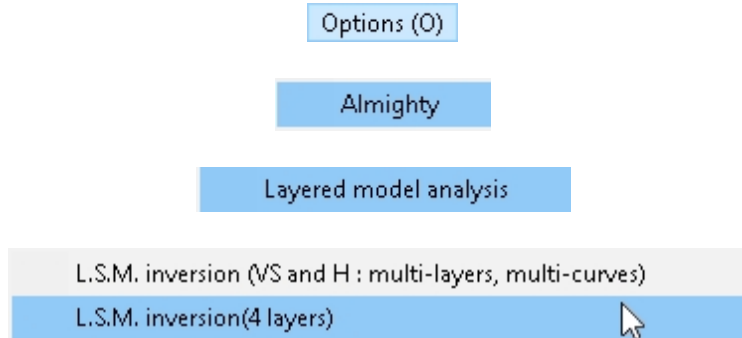 Options (O)
Almighty
Layered model analysis
L.S.M. inversion (VS and H : multi-layers, multi-curves)
L.S.M. inversion(4 layers)